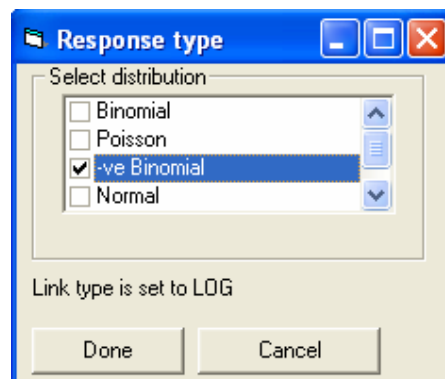 Response type
Select distribution
Binomial
Poisson
-ve Binomial
Normal
Link type is set to LOG
Done Cancel